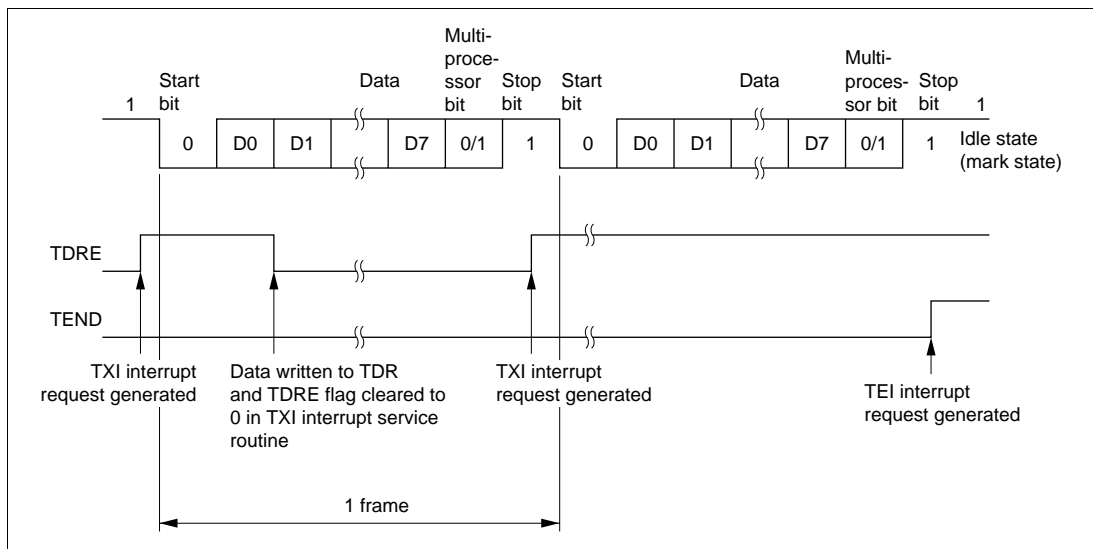 1
Start
bit
Data
Multi-
proce-
ssor
bit
Stop
bit
Start
bit
Data
Multi-
proces-
sor bit
Stop
bit
1
0
D0
D1
D7
0/1
1
0
D0
D1
D7
0/1
1
Idle state
(mark state)
TDRE
TEND
TXI interrupt
request generated
Data written to TDR
and TDRE flag cleared to
0 in TXI interrupt service
routine
TXI interrupt
request generated
TEI interrupt
request generated
1 frame